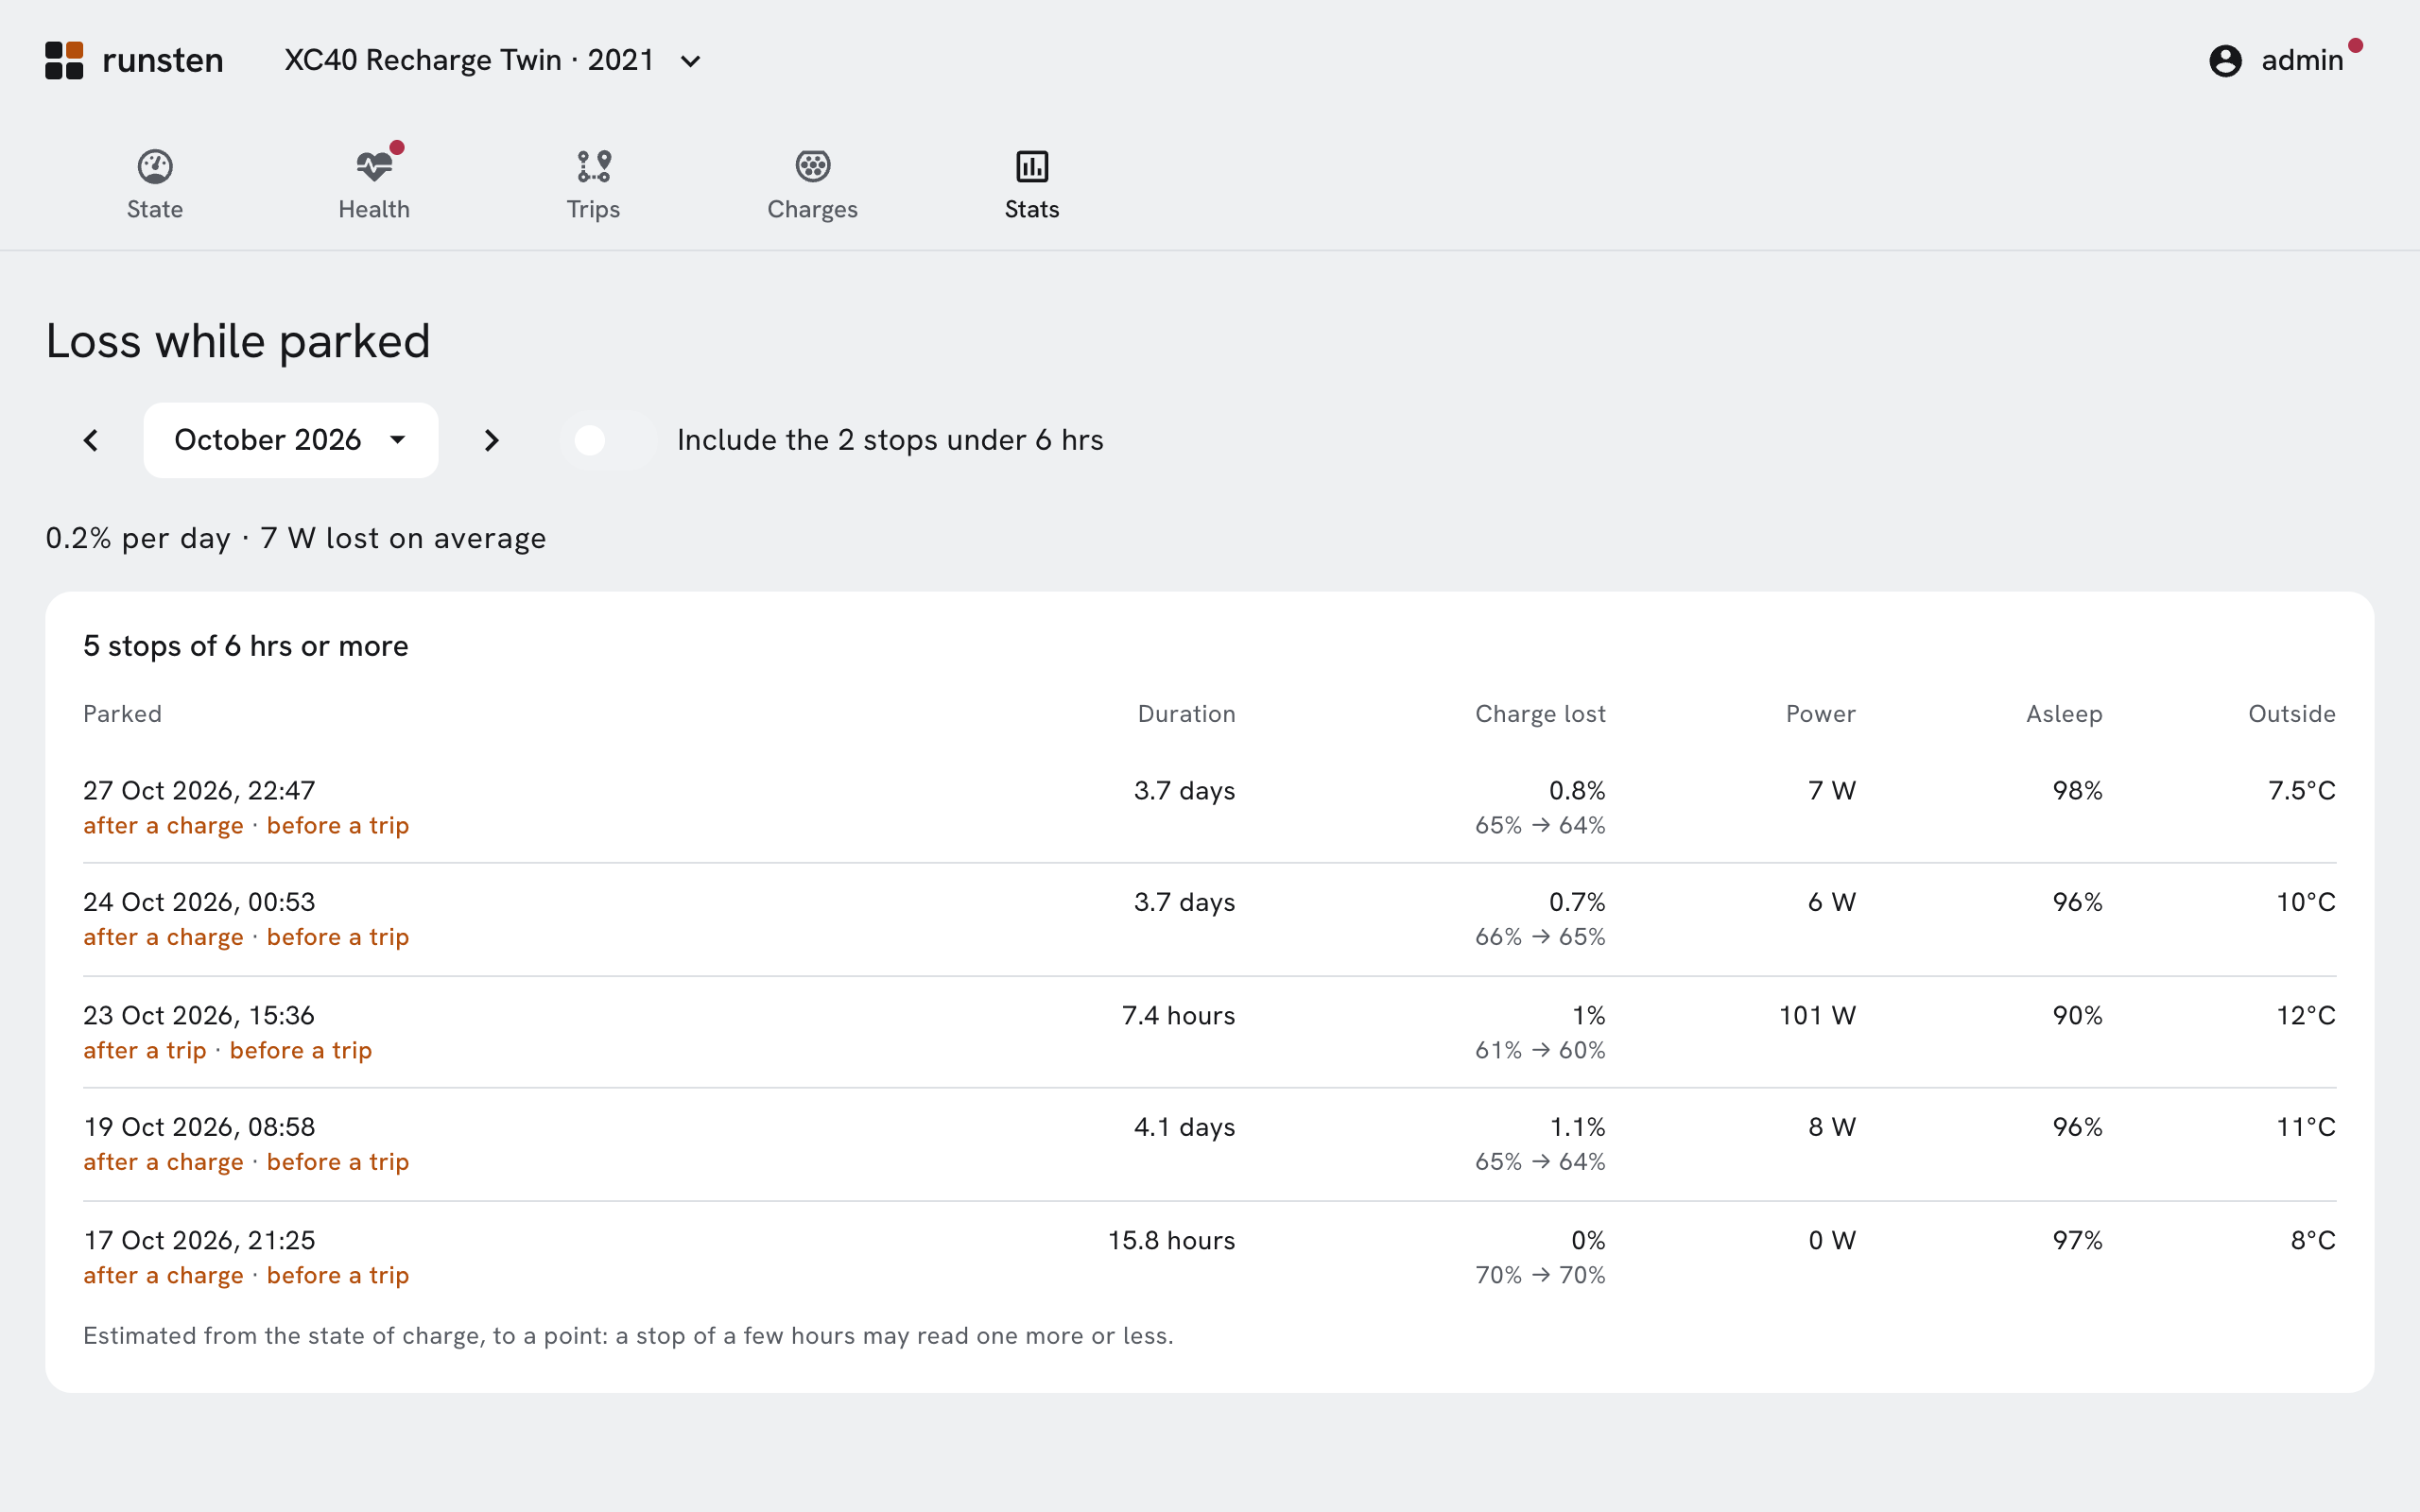 runsten
XC40 Recharge Twin · 2021
admin
State
Health
Trips
Charges
Stats
Loss while parked
October 2026
Include the 2 stops under 6 hrs
0.2% per day · 7 W lost on average
5 stops of 6 hrs or more
Parked Duration Charge lost Power Asleep Outside
27 Oct 2026, 22:47 3.7 days 0.8% 7 W 98% 7.5°C
after a charge · before a trip 65% → 64%
24 Oct 2026, 00:53 3.7 days 0.7% 6 W 96% 10°C
after a charge · before a trip 66% → 65%
23 Oct 2026, 15:36 7.4 hours 1% 101 W 90% 12°C
after a trip · before a trip 61% → 60%
19 Oct 2026, 08:58 4.1 days 1.1% 8 W 96% 11°C
after a charge · before a trip 65% → 64%
17 Oct 2026, 21:25 15.8 hours 0% 0 W 97% 8°C
after a charge · before a trip 70% → 70%
Estimated from the state of charge, to a point: a stop of a few hours may read one more or less.